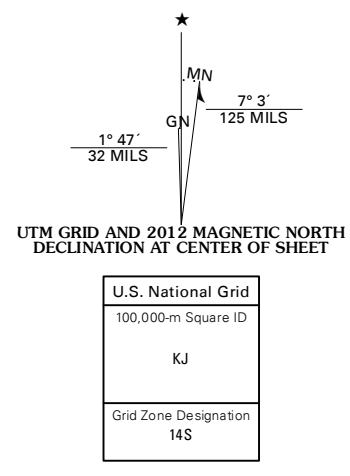 ★
MN
GN
7° 3´
125 MILS
1° 47´
32 MILS
UTM GRID AND 2012 MAGNETIC NORTH
DECLINATION AT CENTER OF SHEET
U.S. National Grid
100,000-m Square ID
KJ
Grid Zone Designation
14S